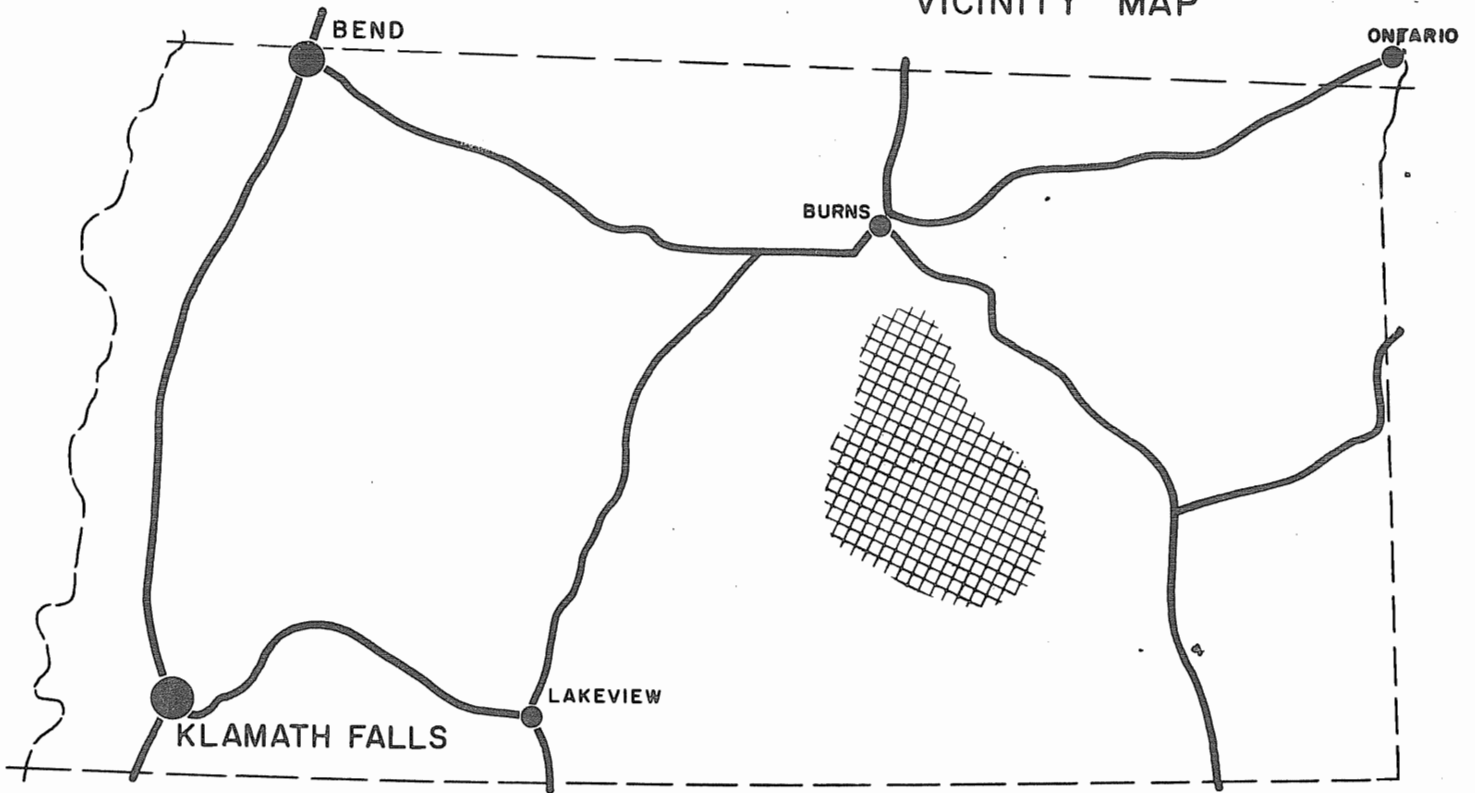 VICINITY MAP
BEND
ONTARIO
BURNS
LAKEVIEW
KLAMATH FALLS